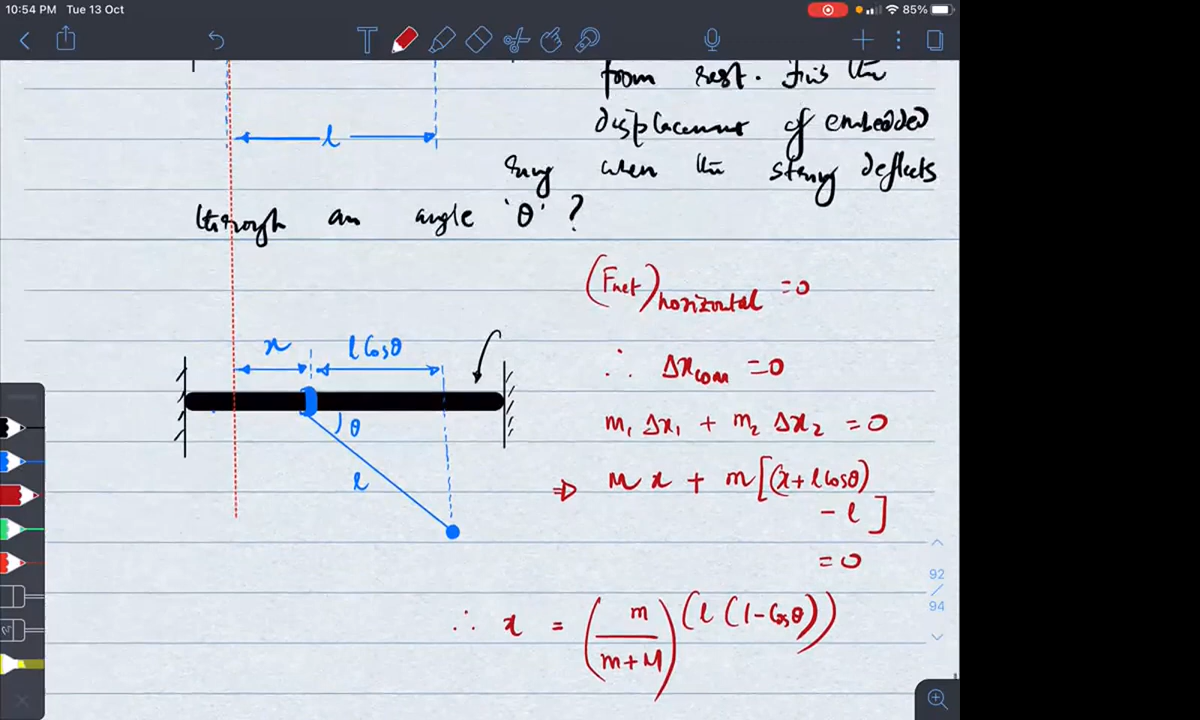 10:54 PM Tue 13 Oct
85%
from rest. Find the
l
displacement of embedded
ring when the string deflects
through an angle 'θ' ?
(Fnet)horizontal = 0
x
l Cosθ
∴ Δxcom = 0
θ
m₁ Δx₁ + m₂ Δx₂ = 0
l
⇒ M x + m[(x + l Cosθ)
- l ]
= 0
92
/
94
∴ x = (m/(m+M)) (l (1-Cosθ))